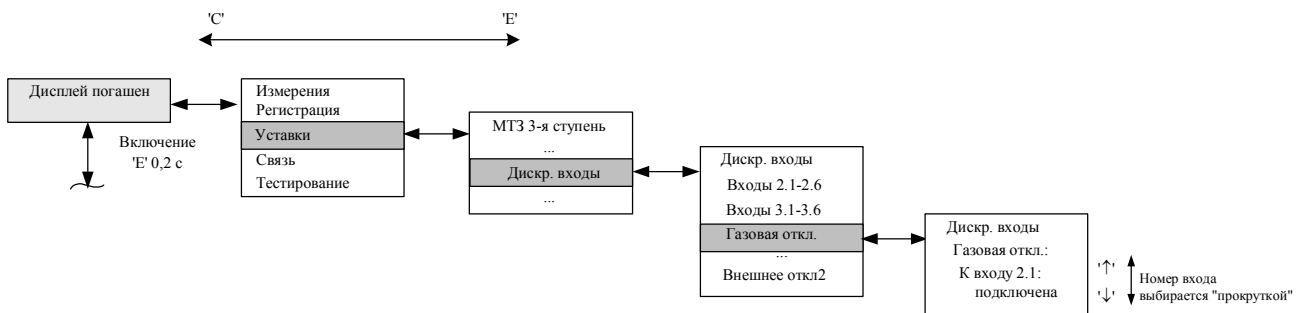 'C'
'E'
Дисплей погашен
Включение
'E' 0,2 с
Измерения
Регистрация
Уставки
Связь
Тестирование
МТЗ 3-я ступень
...
Дискр. входы
...
Дискр. входы
Входы 2.1-2.6
Входы 3.1-3.6
Газовая откл.
...
Внешнее откл2
Дискр. входы
Газовая откл.:
К входу 2.1:
подключена
'↑'
'↓'
Номер входа
выбирается "прокруткой"